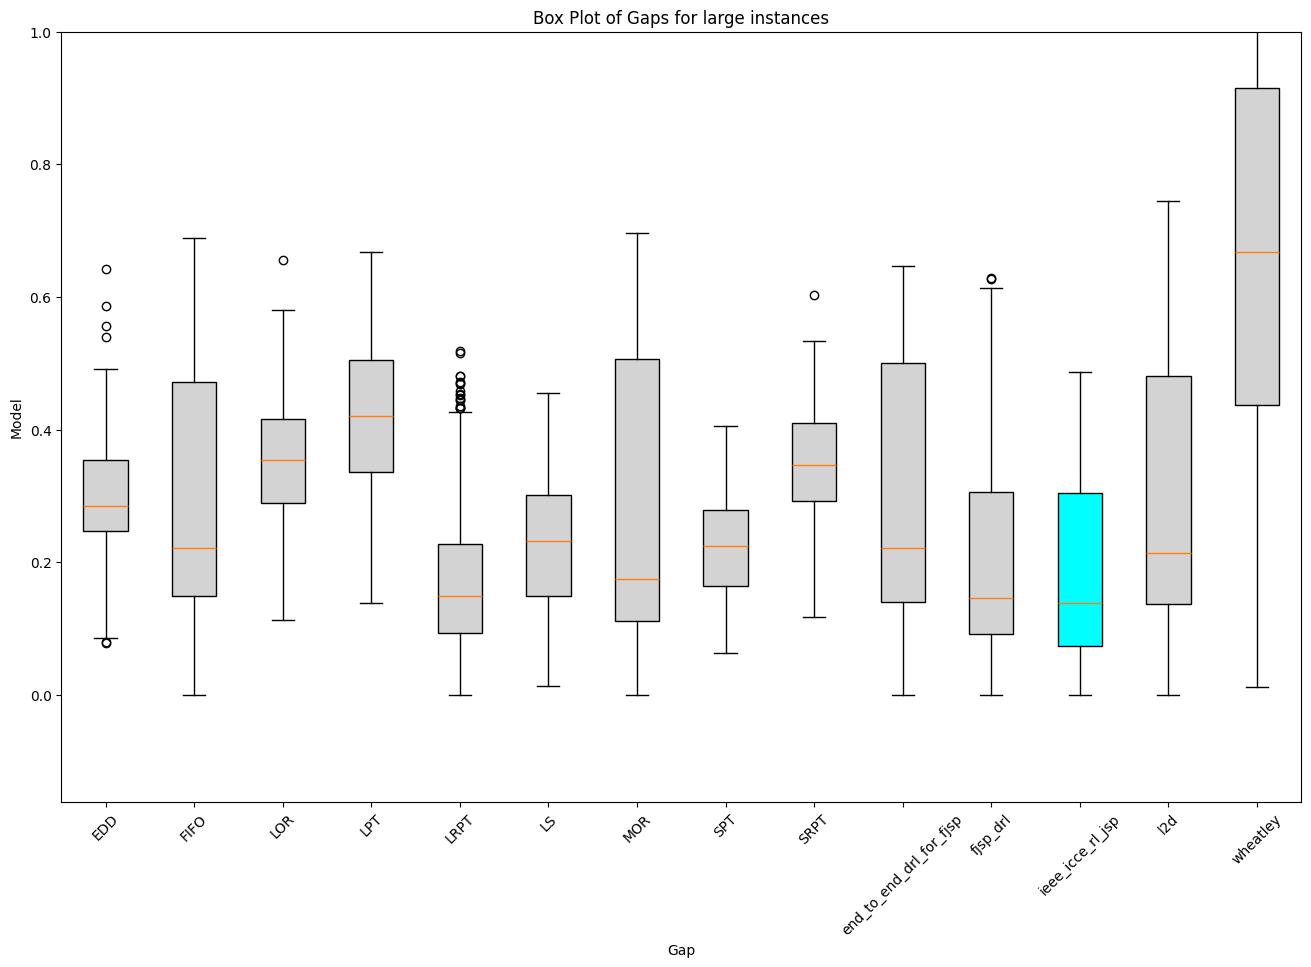 Box Plot of Gaps for large instances
1.0
0.8
0.6
0.4
0.2
0.0
Model
EDD
FIFO
LOR
LPT
LRPT
LS
MOR
SPT
SRPT
end_to_end_drl_for_fjsp
fjsp_drl
ieee_icce_rl_jsp
l2d
wheatley
Gap